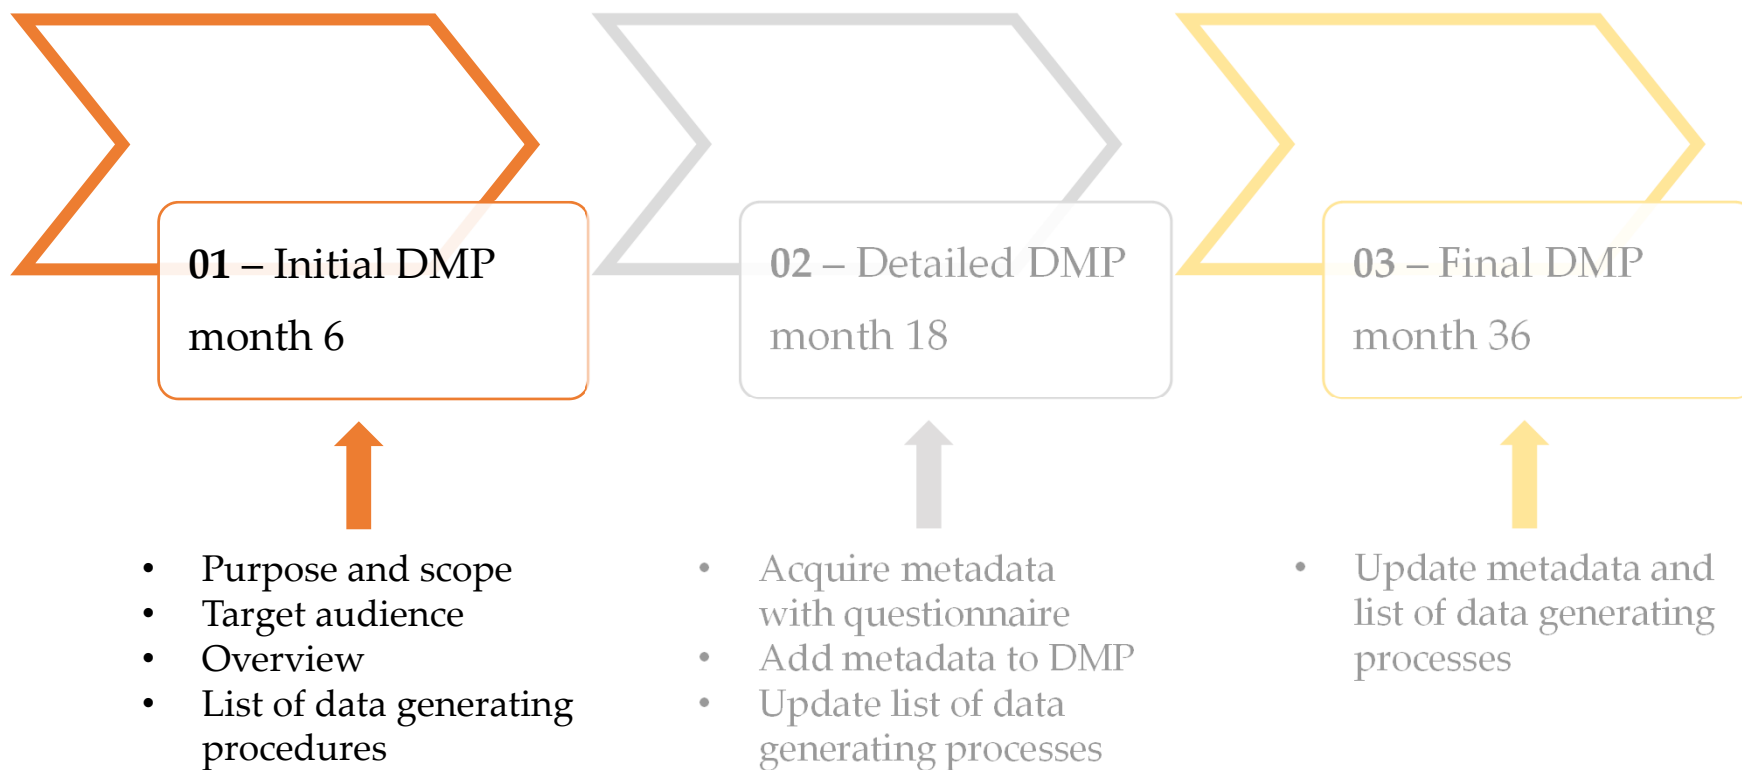 01 – Initial DMP
month 6
• Purpose and scope
• Target audience
• Overview
• List of data generating
procedures
02 – Detailed DMP
month 18
• Acquire metadata
with questionnaire
• Add metadata to DMP
• Update list of data
generating processes
03 – Final DMP
month 36
• Update metadata and
list of data generating
processes